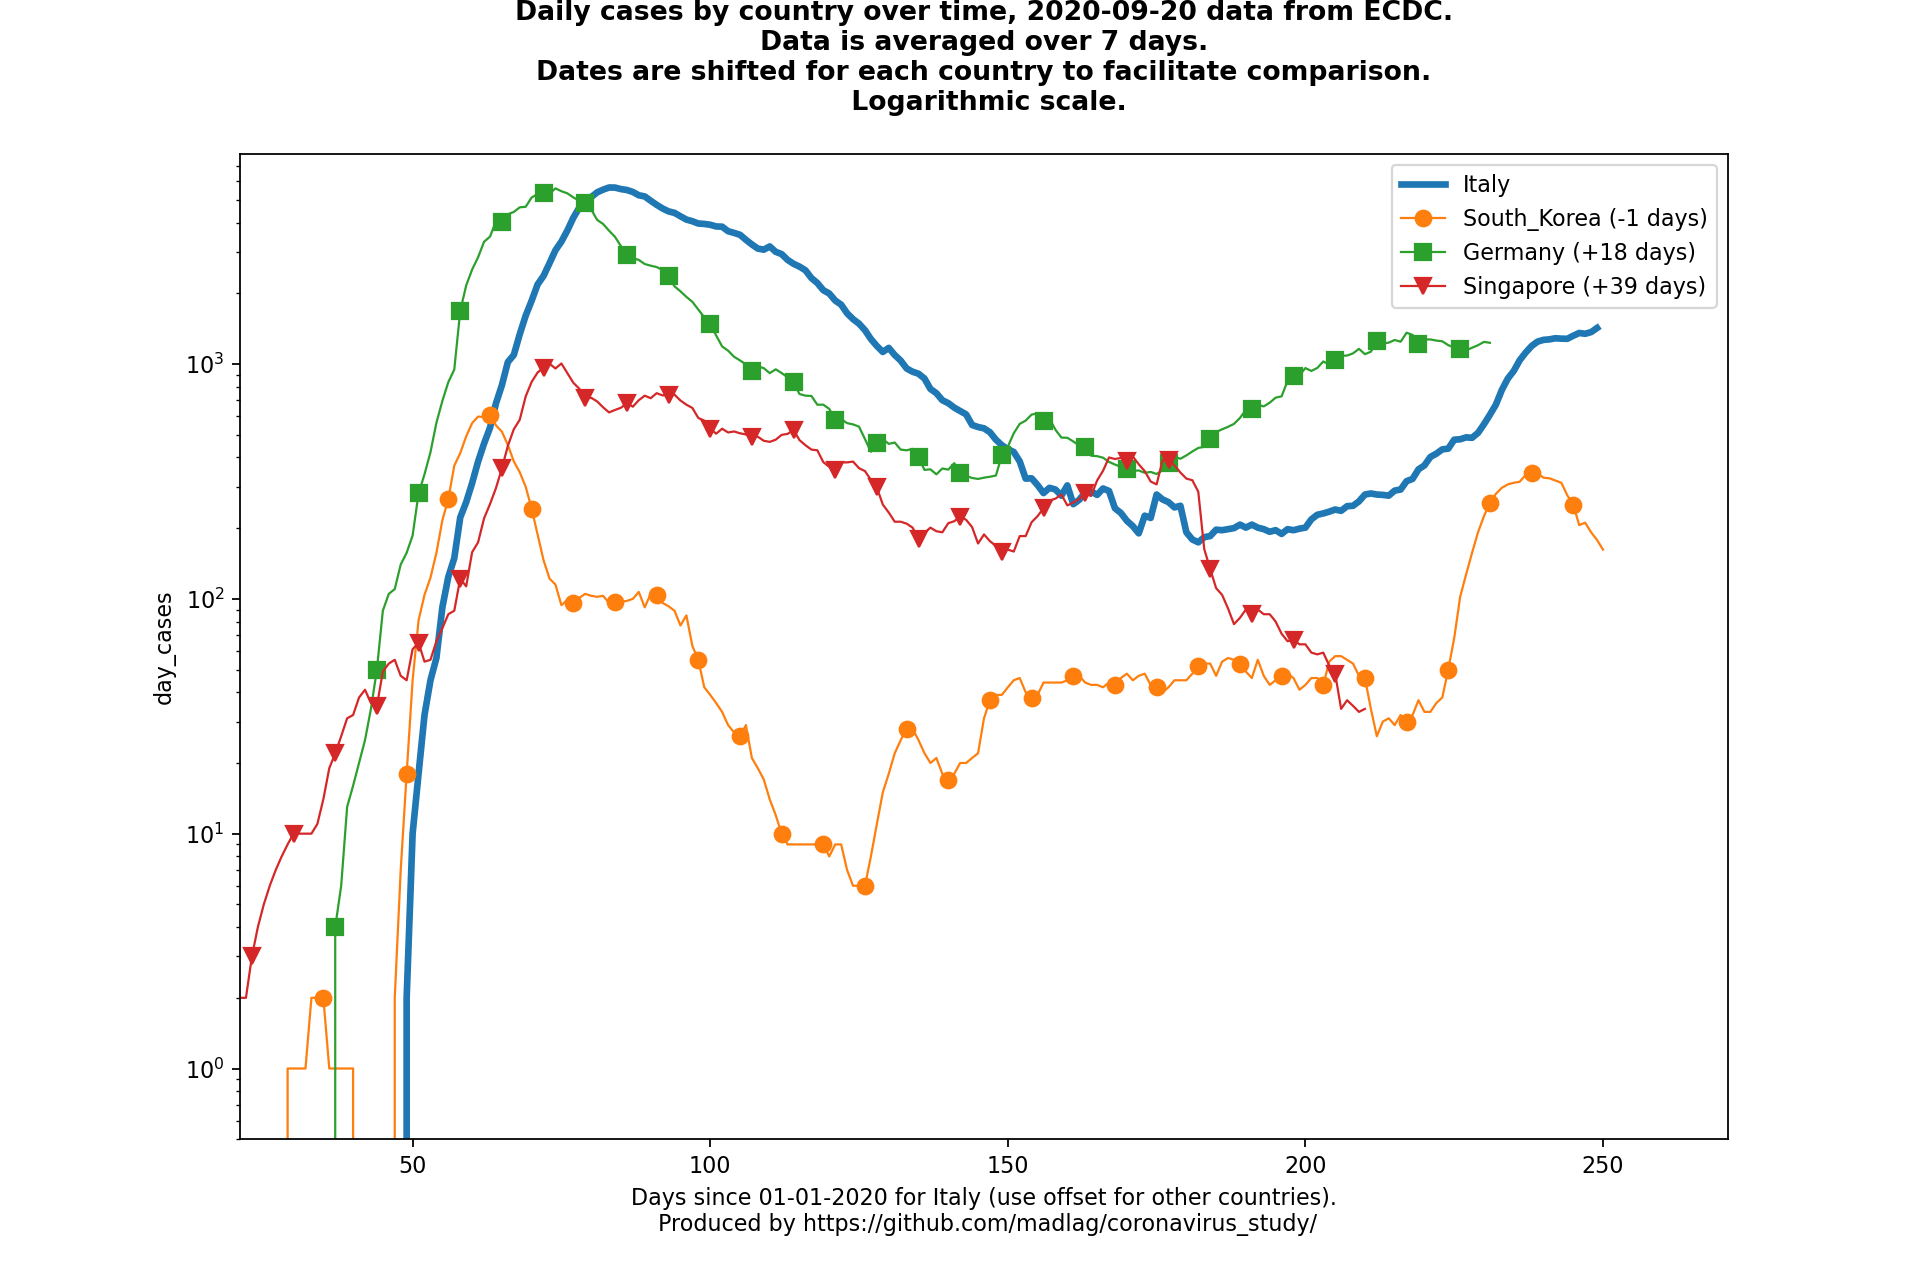 Daily cases by country over time, 2020-09-20 data from ECDC.
Data is averaged over 7 days.
Dates are shifted for each country to facilitate comparison.
Logarithmic scale.
Italy
South_Korea (-1 days)
Germany (+18 days)
Singapore (+39 days)
day_cases
10³
10²
10¹
10⁰
50
100
150
200
250
Days since 01-01-2020 for Italy (use offset for other countries).
Produced by https://github.com/madlag/coronavirus_study/